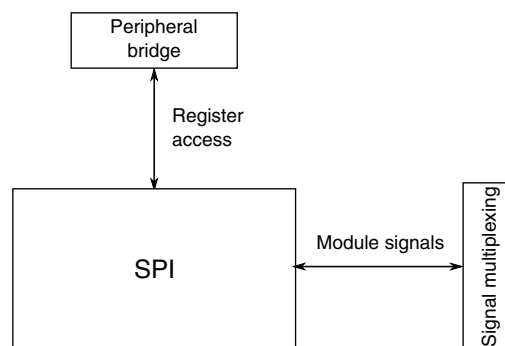 Peripheral
bridge
Register
access
SPI
Module signals
Signal multiplexing